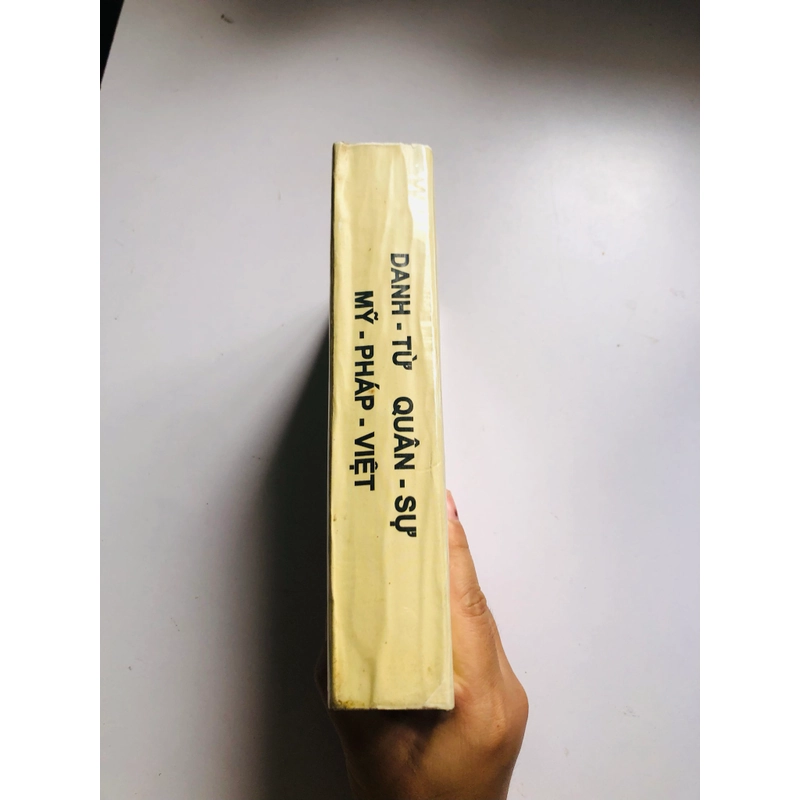 DANH - TỪ QUÂN - SỰ
MỸ - PHÁP - VIỆT